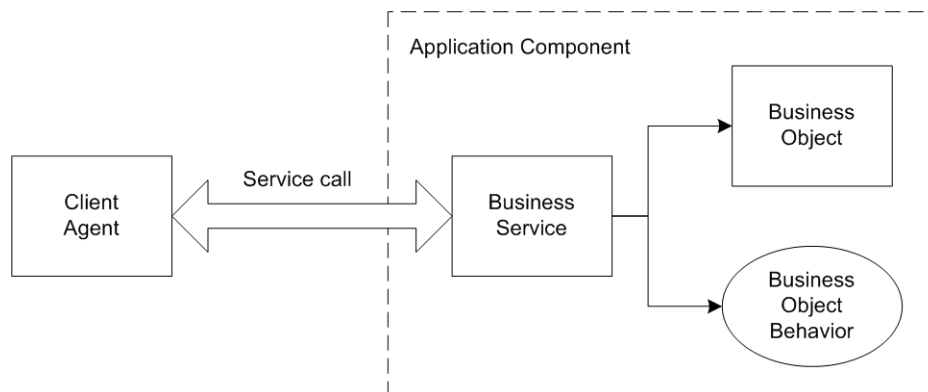 Application Component
Business
Object
Service call
Client
Agent
Business
Service
Business
Object
Behavior